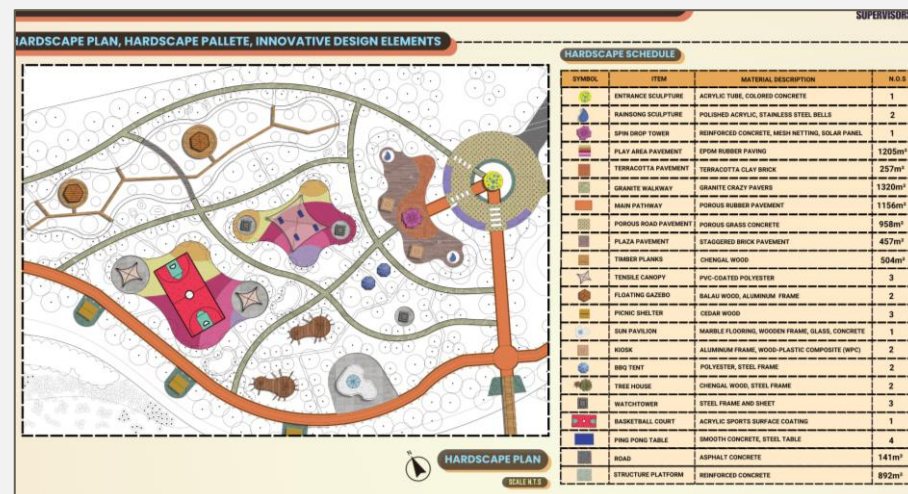 SUPERVISORS
HARDSCAPE PLAN, HARDSCAPE PALLETE, INNOVATIVE DESIGN ELEMENTS
HARDSCAPE SCHEDULE
SYMBOL ITEM MATERIAL DESCRIPTION N.O.S
ENTRANCE SCULPTURE ACRYLIC TUBE, COLORED CONCRETE 1
RAINSONG SCULPTURE POLISHED ACRYLIC, STAINLESS STEEL BELLS 2
SPIN DROP TOWER REINFORCED CONCRETE, MESH NETTING, SOLAR PANEL 1
PLAY AREA PAVEMENT EPDM RUBBER PAVING 1205m²
TERRACOTTA PAVEMENT TERRACOTTA CLAY BRICK 257m²
GRANITE WALKWAY GRANITE CRAZY PAVERS 1320m²
MAIN PATHWAY POROUS RUBBER PAVEMENT 1156m²
POROUS ROAD PAVEMENT POROUS GRASS CONCRETE 958m²
PLAZA PAVEMENT STAGGERED BRICK PAVEMENT 457m²
TIMBER PLANKS CHENGAL WOOD 504m²
TENSILE CANOPY PVC-COATED POLYESTER 3
FLOATING GAZEBO BALAU WOOD, ALUMINUM FRAME 2
PICNIC SHELTER CEDAR WOOD 3
SUN PAVILION MARBLE FLOORING, WOODEN FRAME, GLASS, CONCRETE 1
KIOSK ALUMINUM FRAME, WOOD-PLASTIC COMPOSITE (WPC) 2
BBQ TENT POLYESTER, STEEL FRAME 2
TREE HOUSE CHENGAL WOOD, STEEL FRAME 2
WATCHTOWER STEEL FRAME AND SHEET 3
BASKETBALL COURT ACRYLIC SPORTS SURFACE COATING 1
PING PONG TABLE SMOOTH CONCRETE, STEEL TABLE 4
ROAD ASPHALT CONCRETE 141m²
STRUCTURE PLATFORM REINFORCED CONCRETE 892m²
N
HARDSCAPE PLAN
SCALE N.T.S